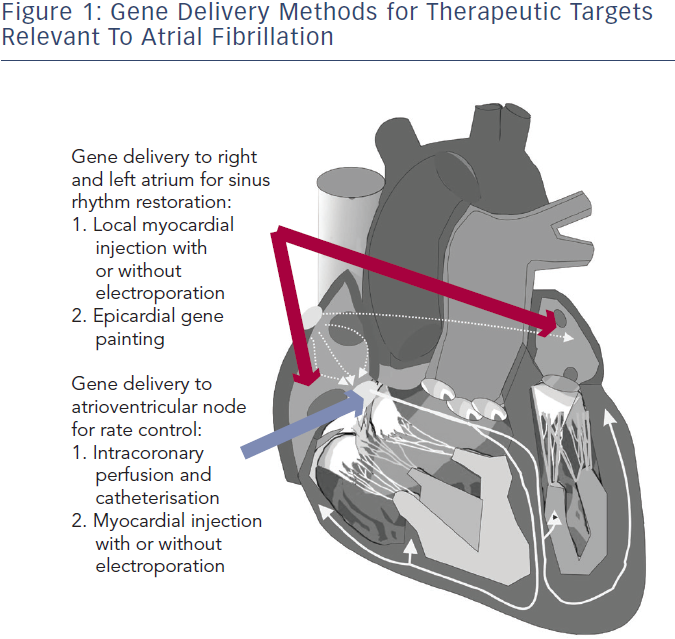 Figure 1: Gene Delivery Methods for Therapeutic Targets
Relevant To Atrial Fibrillation
Gene delivery to right
and left atrium for sinus
rhythm restoration:
1. Local myocardial
injection with
or without
electroporation
2. Epicardial gene
painting
Gene delivery to
atrioventricular node
for rate control:
1. Intracoronary
perfusion and
catheterisation
2. Myocardial injection
with or without
electroporation